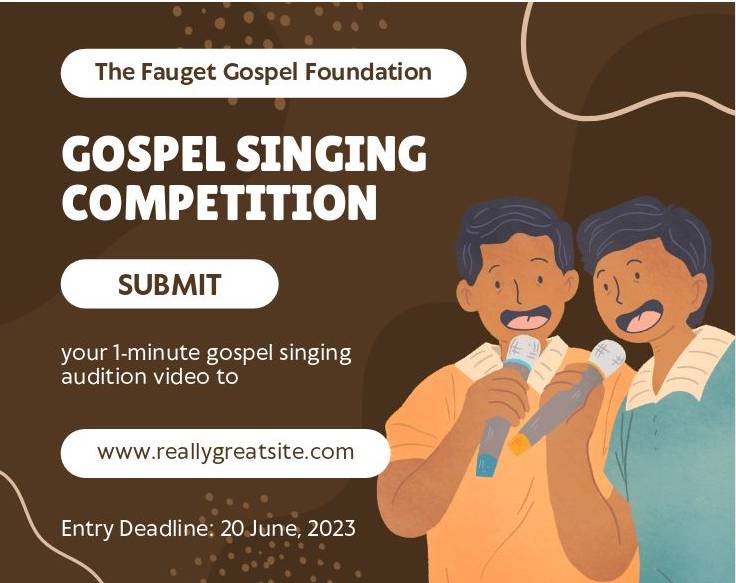 The Fauget Gospel Foundation
GOSPEL SINGING
COMPETITION
SUBMIT
your 1-minute gospel singing
audition video to
www.reallygreatsite.com
Entry Deadline: 20 June, 2023